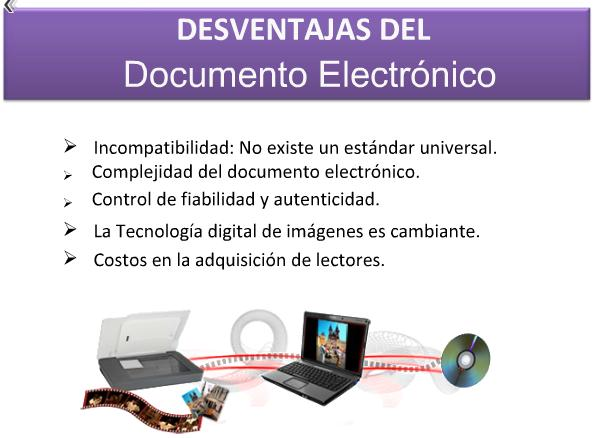 DESVENTAJAS DEL
Documento Electrónico
Incompatibilidad: No existe un estándar universal.
Complejidad del documento electrónico.
Control de fiabilidad y autenticidad.
La Tecnología digital de imágenes es cambiante.
Costos en la adquisición de lectores.